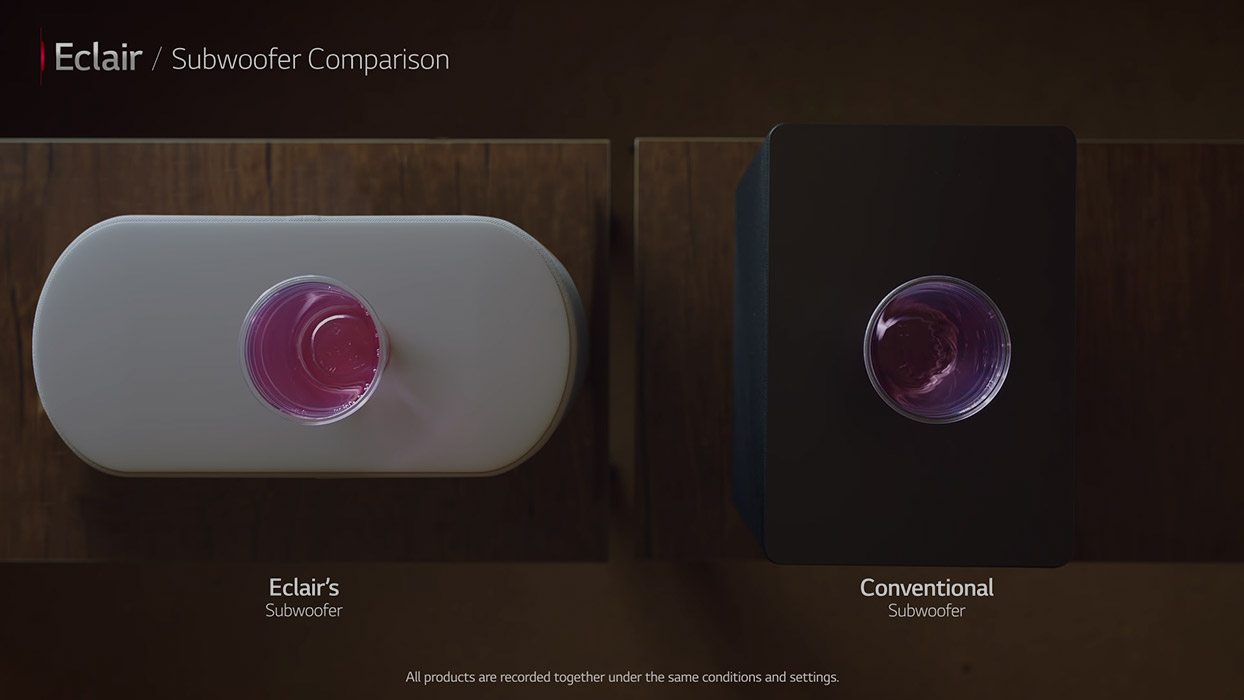 Eclair / Subwoofer Comparison
Eclair's
Subwoofer
Conventional
Subwoofer
All products are recorded together under the same conditions and settings.